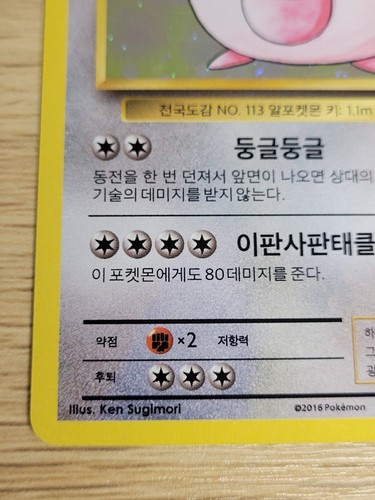 전국도감 NO. 113 알포켓몬 키: 1.1m
둥글둥글
동전을 한 번 던져서 앞면이 나오면 상대의
기술의 데미지를 받지 않는다.
이판사판태클
이 포켓몬에게도 80데미지를 준다.
약점 ×2 저항력
후퇴
Illus. Ken Sugimori ©2016 Pokémon